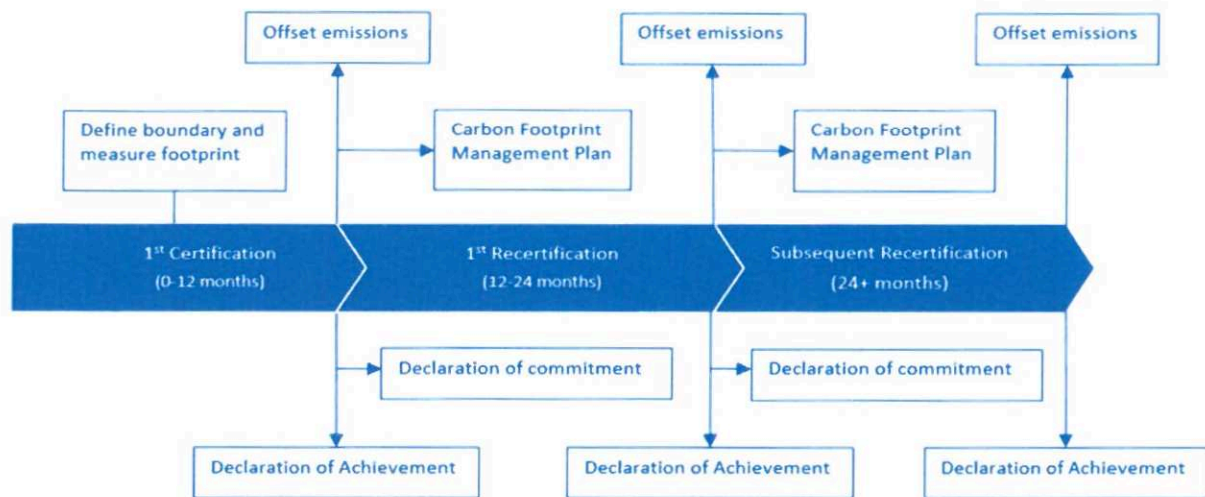 Offset emissions
Offset emissions
Offset emissions
Define boundary and
measure footprint
Carbon Footprint
Management Plan
Carbon Footprint
Management Plan
1st Certification
(0-12 months)
1st Recertification
(12-24 months)
Subsequent Recertification
(24+ months)
Declaration of commitment
Declaration of commitment
Declaration of Achievement
Declaration of Achievement
Declaration of Achievement